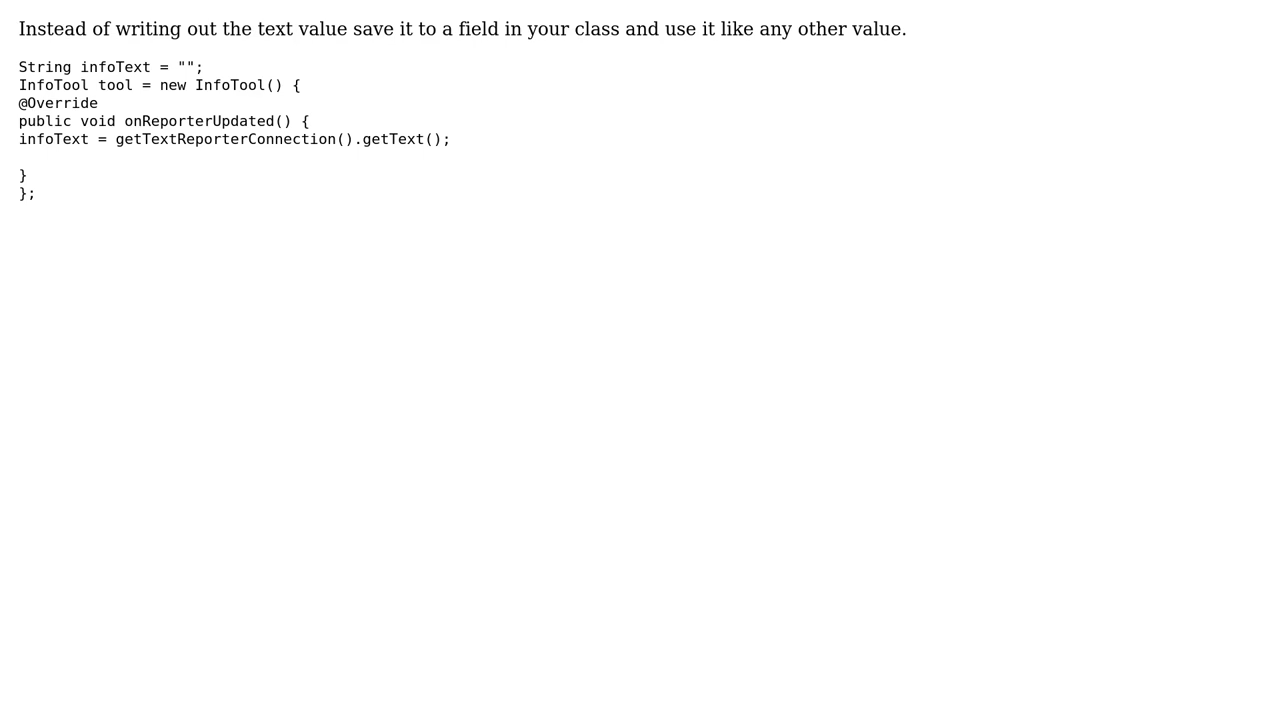 Instead of writing out the text value save it to a field in your class and use it like any other value.
String infoText = "";
InfoTool tool = new InfoTool() {
@Override
public void onReporterUpdated() {
infoText = getTextReporterConnection().getText();
}
};